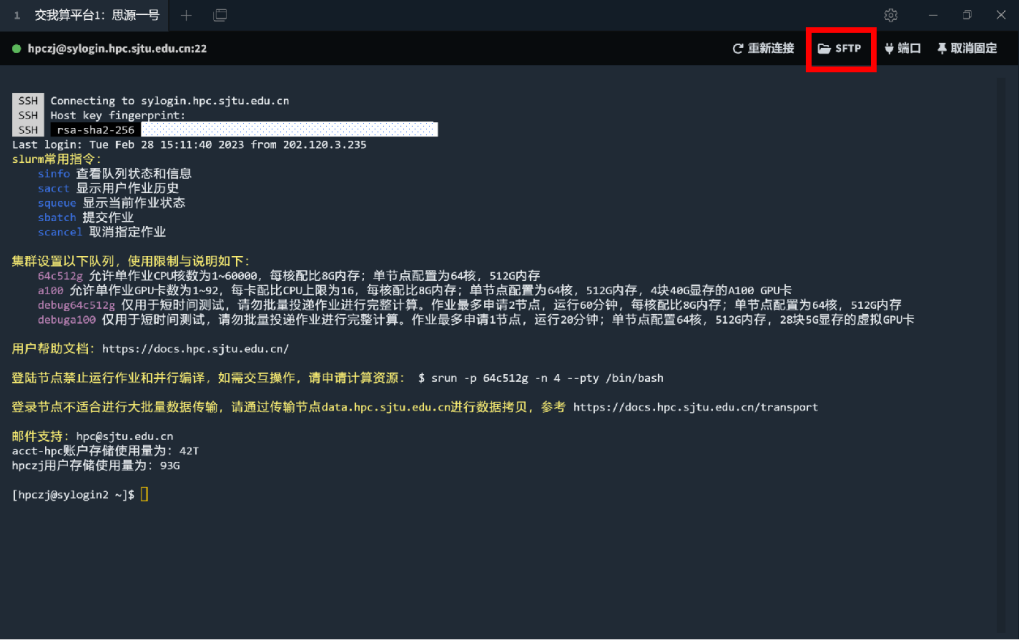 1 交我算平台1：思源一号
hpczj@sylogin.hpc.sjtu.edu.cn:22 重新连接 SFTP 端口 取消固定
SSH Connecting to sylogin.hpc.sjtu.edu.cn
SSH Host key fingerprint:
SSH rsa-sha2-256
Last login: Tue Feb 28 15:11:40 2023 from 202.120.3.235
slurm常用指令：
sinfo 查看队列状态和信息
sacct 显示用户作业历史
squeue 显示当前作业状态
sbatch 提交作业
scancel 取消指定作业
集群设置以下队列，使用限制与说明如下：
64c512g 允许单作业CPU核数为1~60000，每核配比8G内存；单节点配置为64核，512G内存
a100 允许单作业GPU卡数为1~92，每卡配比CPU上限为16，每核配比8G内存；单节点配置为64核，512G内存，4块40G显存的A100 GPU卡
debug64c512g 仅用于短时间测试，请勿批量投递作业进行完整计算。作业最多申请2节点，运行60分钟，每核配比8G内存；单节点配置为64核，512G内存
debuga100 仅用于短时间测试，请勿批量投递作业进行完整计算。作业最多申请1节点，运行20分钟；单节点配置64核，512G内存，28块5G显存的虚拟GPU卡
用户帮助文档：https://docs.hpc.sjtu.edu.cn/
登陆节点禁止运行作业和并行编译，如需交互操作，请申请计算资源： $ srun -p 64c512g -n 4 --pty /bin/bash
登录节点不适合进行大批量数据传输，请通过传输节点data.hpc.sjtu.edu.cn进行数据拷贝，参考 https://docs.hpc.sjtu.edu.cn/transport
邮件支持：hpc@sjtu.edu.cn
acct-hpc账户存储使用量为：42T
hpczj用户存储使用量为：93G
[hpczj@sylogin2 ~]$